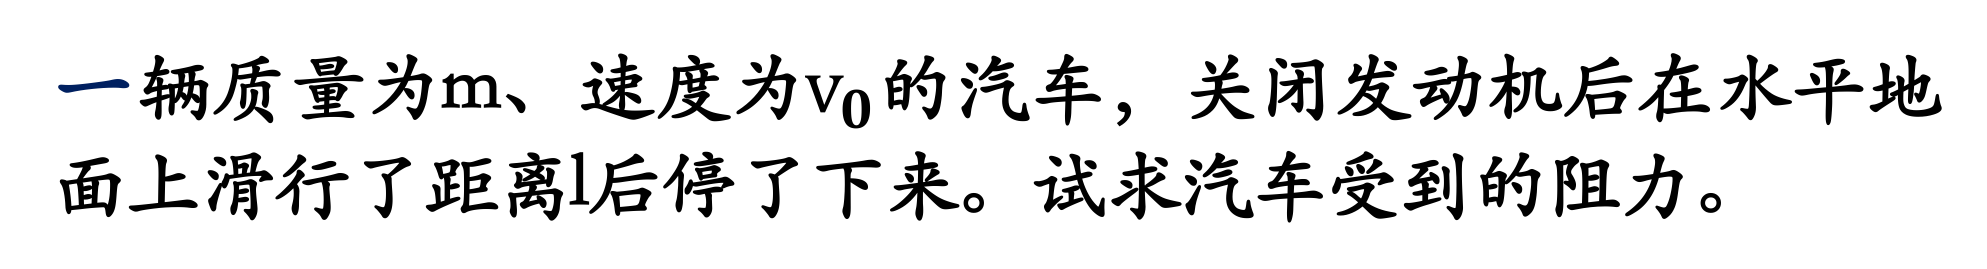 一辆质量为m、速度为v₀的汽车，关闭发动机后在水平地
面上滑行了距离l后停了下来。试求汽车受到的阻力。